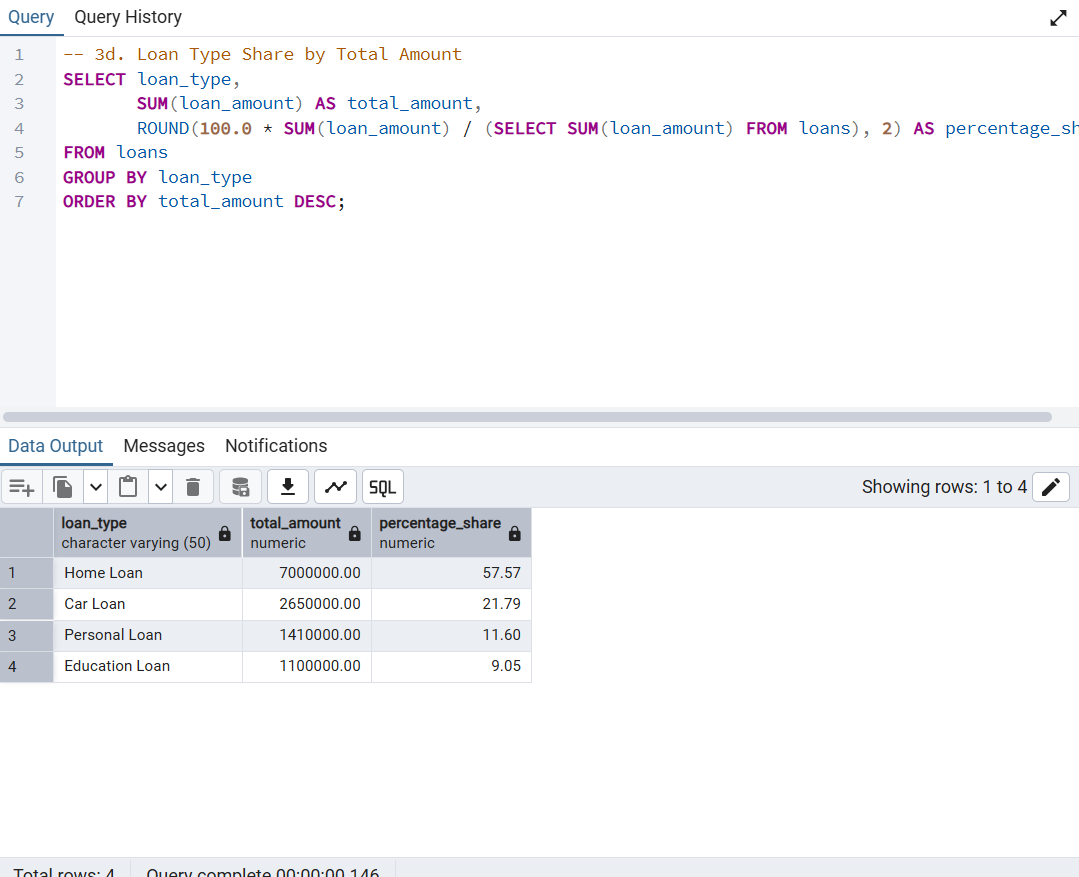 Query Query History
1 -- 3d. Loan Type Share by Total Amount
2 SELECT loan_type,
3 SUM(loan_amount) AS total_amount,
4 ROUND(100.0 * SUM(loan_amount) / (SELECT SUM(loan_amount) FROM loans), 2) AS percentage_sh
5 FROM loans
6 GROUP BY loan_type
7 ORDER BY total_amount DESC;
Data Output Messages Notifications
SQL Showing rows: 1 to 4
loan_type total_amount percentage_share
character varying (50) numeric numeric
1 Home Loan 7000000.00 57.57
2 Car Loan 2650000.00 21.79
3 Personal Loan 1410000.00 11.60
4 Education Loan 1100000.00 9.05
Total rows: 4 Query complete 00:00:00.146